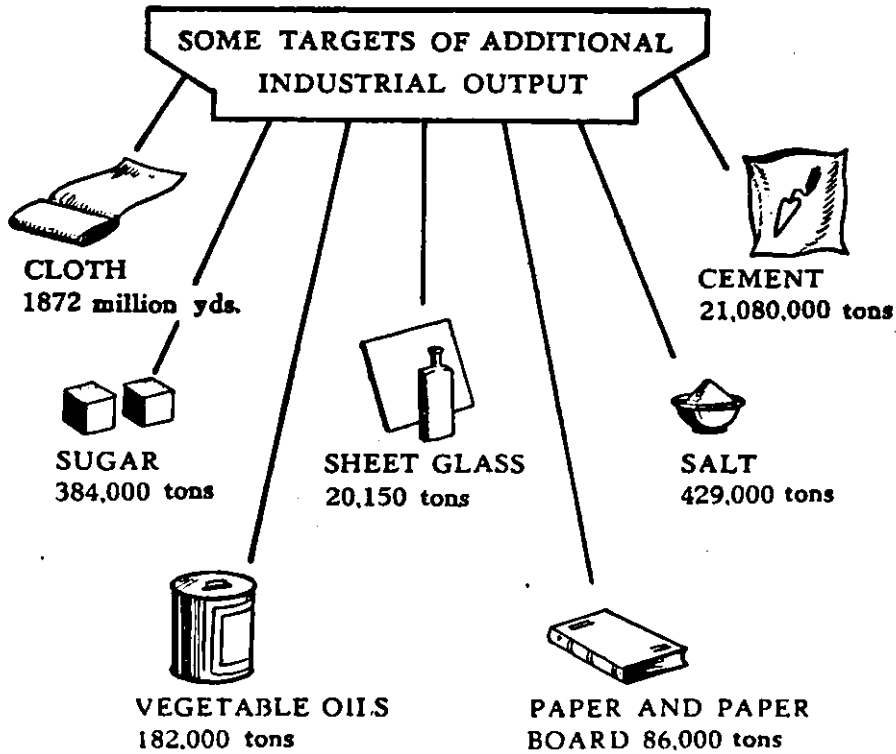 SOME TARGETS OF ADDITIONAL
INDUSTRIAL OUTPUT
CLOTH
1872 million yds.
CEMENT
21,080,000 tons
SUGAR
384,000 tons
SHEET GLASS
20,150 tons
SALT
429,000 tons
VEGETABLE OILS
182,000 tons
PAPER AND PAPER
BOARD 86,000 tons